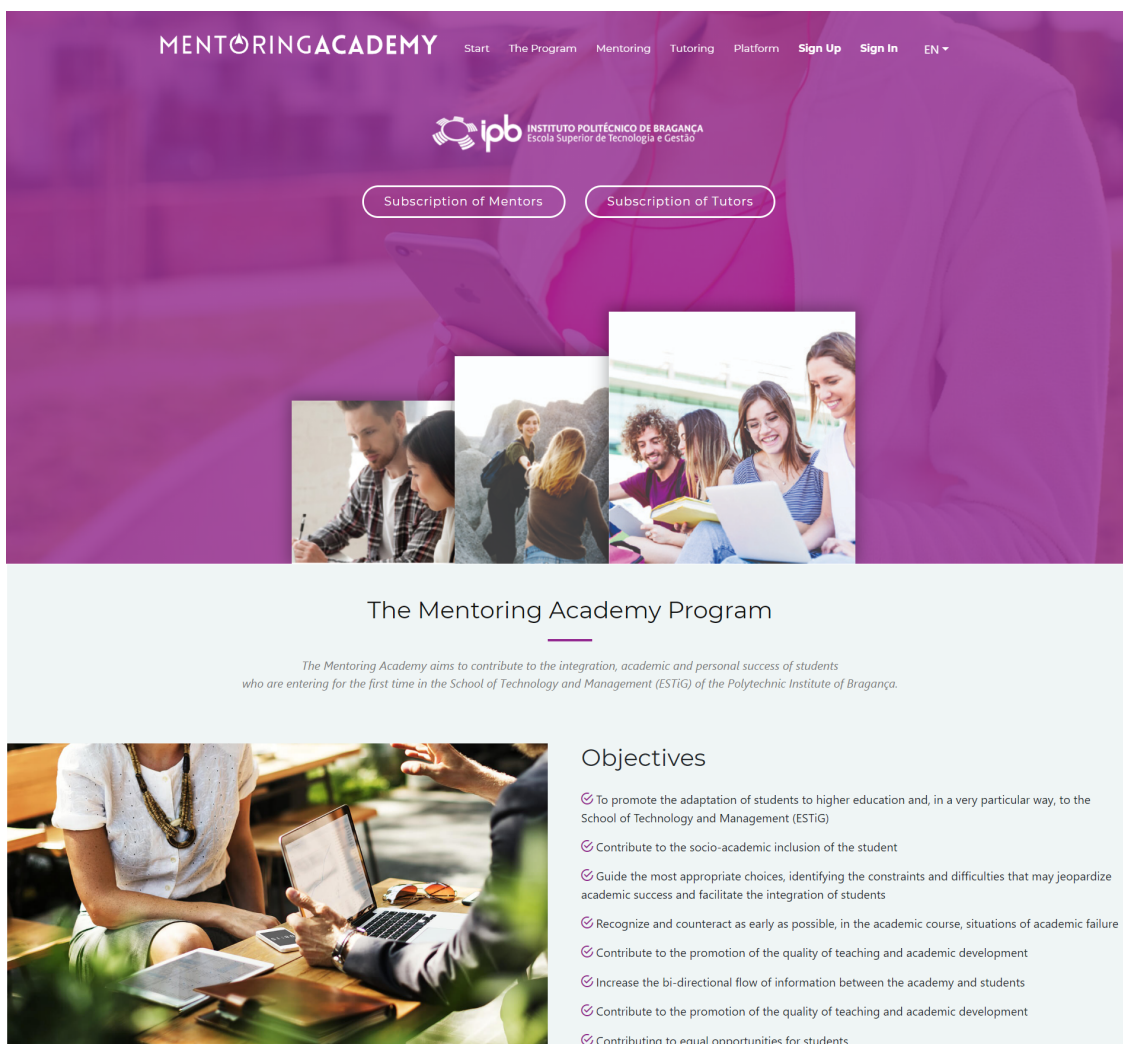 MENTORINGACADEMY Start The Program Mentoring Tutoring Platform Sign Up Sign In EN
ipb INSTITUTO POLITÉCNICO DE BRAGANÇA
Escola Superior de Tecnologia e Gestão
Subscription of Mentors Subscription of Tutors
The Mentoring Academy Program
The Mentoring Academy aims to contribute to the integration, academic and personal success of students
who are entering for the first time in the School of Technology and Management (ESTiG) of the Polytechnic Institute of Bragança.
Objectives
To promote the adaptation of students to higher education and, in a very particular way, to the
School of Technology and Management (ESTiG)
Contribute to the socio-academic inclusion of the student
Guide the most appropriate choices, identifying the constraints and difficulties that may jeopardize
academic success and facilitate the integration of students
Recognize and counteract as early as possible, in the academic course, situations of academic failure
Contribute to the promotion of the quality of teaching and academic development
Increase the bi-directional flow of information between the academy and students
Contribute to the promotion of the quality of teaching and academic development
Contributing to equal opportunities for students